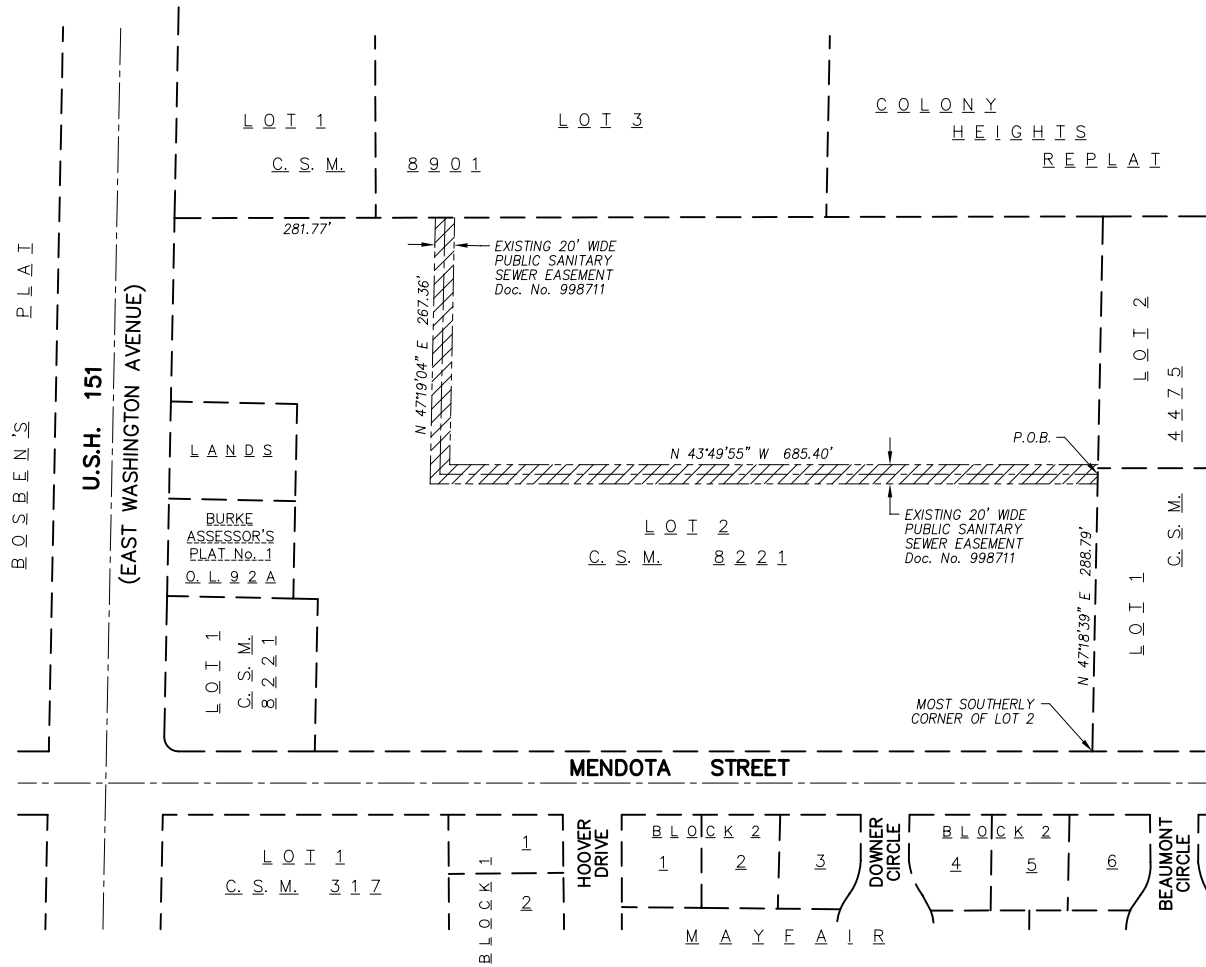 LOT 1
C. S. M. 8901
LOT 3
COLONY
HEIGHTS
REPLAT
281.77'
EXISTING 20' WIDE
PUBLIC SANITARY
SEWER EASEMENT
Doc. No. 998711
N 47°19'04" E 267.36'
BOSBEN'S PLAT
U.S.H. 151
(EAST WASHINGTON AVENUE)
LANDS
BURKE
ASSESSOR'S
PLAT No. 1
O. L. 92A
LOT 1
C. S. M.
8221
N 43°49'55" W 685.40'
P.O.B.
LOT 2
C. S. M. 8221
EXISTING 20' WIDE
PUBLIC SANITARY
SEWER EASEMENT
Doc. No. 998711
LOT 2
LOT 1
C. S. M. 4475
N 47°18'39" E 288.79'
MOST SOUTHERLY
CORNER OF LOT 2
MENDOTA STREET
LOT 1
C. S. M. 317
BLOCK 1
1
2
HOOVER
DRIVE
BLOCK 2
1
2
3
DOWNER
CIRCLE
BLOCK 2
4
5
6
BEAUMONT
CIRCLE
MAYFAIR